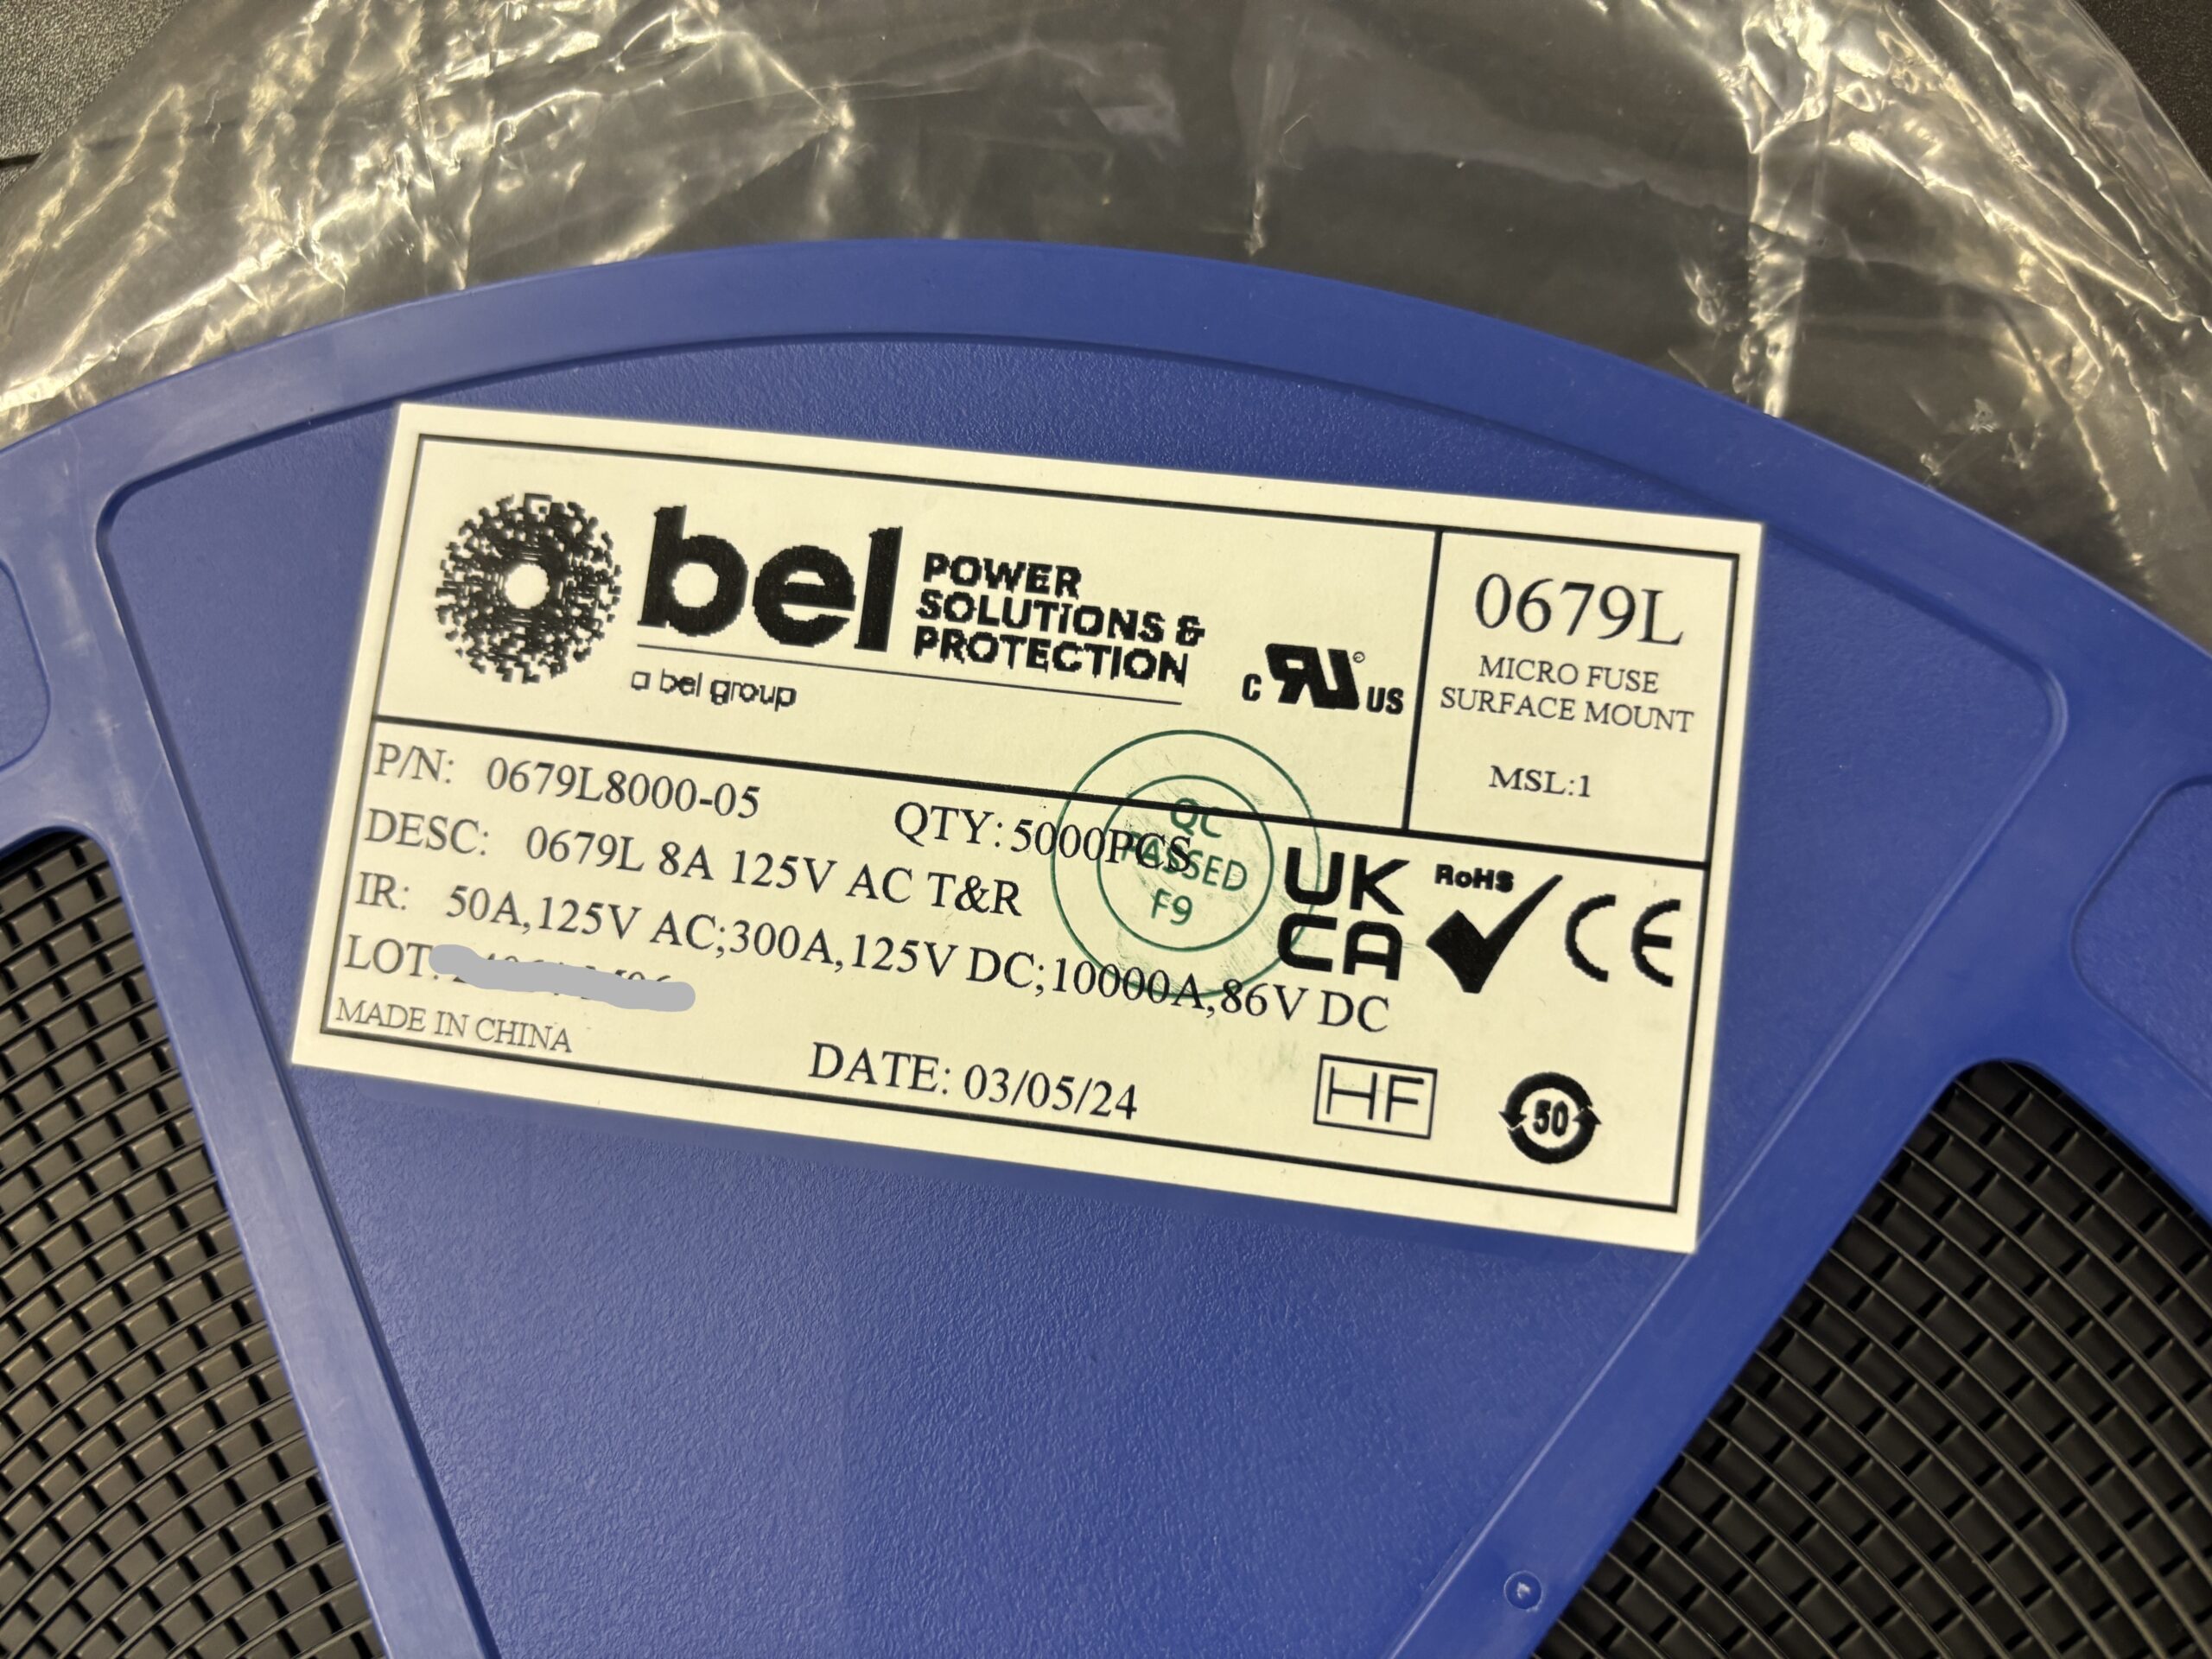 bel POWER
SOLUTIONS &
PROTECTION
a bel group
c RU US
0679L
MICRO FUSE
SURFACE MOUNT
MSL:1
P/N: 0679L8000-05 QTY: 5000PCS
DESC: 0679L 8A 125V AC T&R
IR: 50A,125V AC;300A,125V DC;10000A,86V DC
LOT:
MADE IN CHINA
DATE: 03/05/24
QC
PASSED
F9
UK
CA
RoHS
CE
HF
50